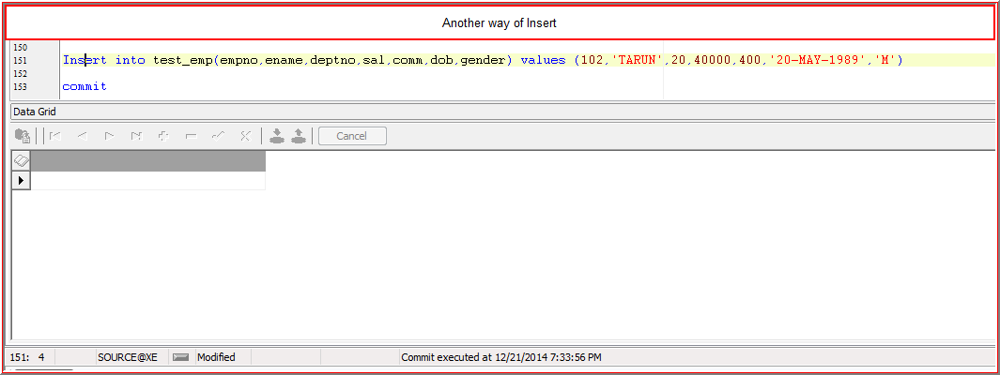 Another way of Insert
150
151 Insert into test_emp(empno,ename,deptno,sal,comm,dob,gender) values (102,'TARUN',20,40000,400,'20-MAY-1989','M')
152
153 commit
Data Grid
Cancel
151: 4 SOURCE@XE Modified Commit executed at 12/21/2014 7:33:56 PM